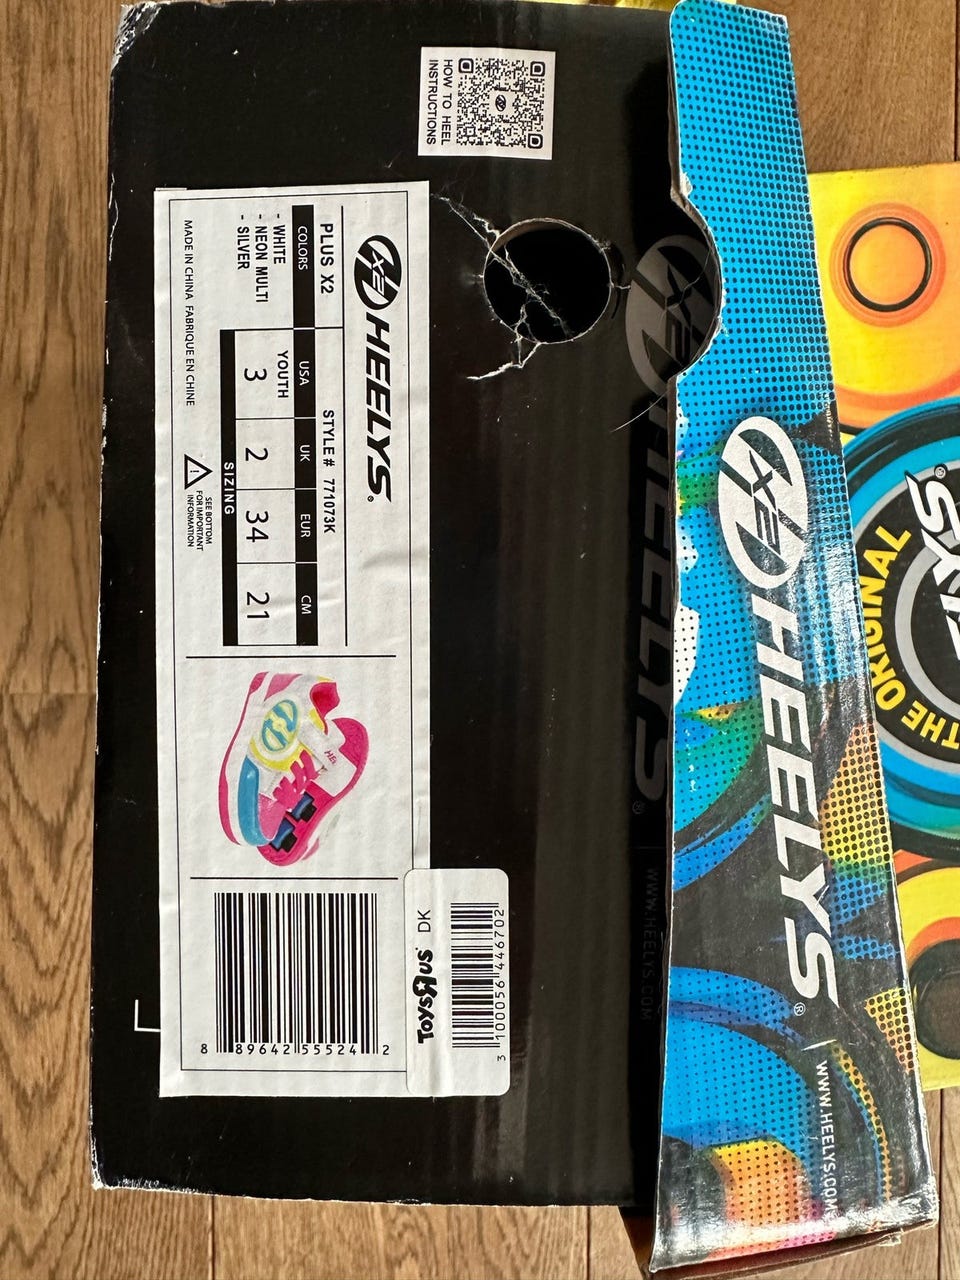 HOW TO HEEL
INSTRUCTIONS
X2 HEELYS®
PLUS X2 STYLE# 771073K
COLORS USA UK EUR CM
- WHITE
- NEON MULTI
- SILVER
YOUTH
3 2 34 21
SIZING
MADE IN CHINA FABRIQUE EN CHINE
SEE BOTTOM
FOR IMPORTANT
INFORMATION
HEELYS
8 89642 55524 2
DK
TOYSЯUS
3 100056 446702
X2 HEELYS®
WWW.HEELYS.COM
X2 HEELYS® WWW.HEELYS.COM
THE ORIGINAL